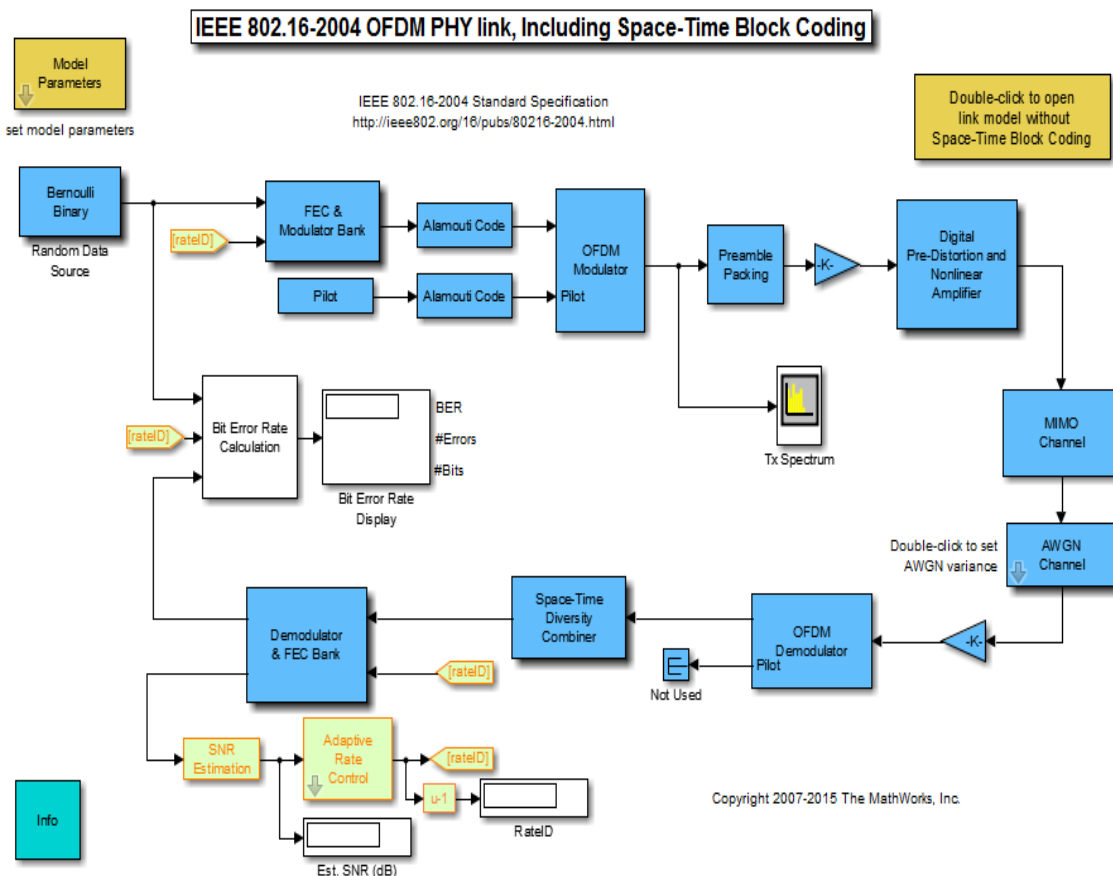 IEEE 802.16-2004 OFDM PHY link, Including Space-Time Block Coding
Model
Parameters
set model parameters
IEEE 802.16-2004 Standard Specification
http://ieee802.org/16/pubs/80216-2004.html
Double-click to open
link model without
Space-Time Block Coding
Bernoulli
Binary
Random Data
Source
[rateID]
FEC &
Modulator Bank
Alamouti Code
Pilot
Alamouti Code
OFDM
Modulator
Pilot
Preamble
Packing
-K-
Digital
Pre-Distortion and
Nonlinear
Amplifier
[rateID]
Bit Error Rate
Calculation
BER
#Errors
#Bits
Bit Error Rate
Display
Tx Spectrum
MIMO
Channel
Double-click to set
AWGN variance
AWGN
Channel
Demodulator
& FEC Bank
Space-Time
Diversity
Combiner
[rateID]
Not Used
OFDM
Demodulator
Pilot
-K-
SNR
Estimation
Adaptive
Rate
Control
[rateID]
u-1
RateID
Est. SNR (dB)
Info
Copyright 2007-2015 The MathWorks, Inc.